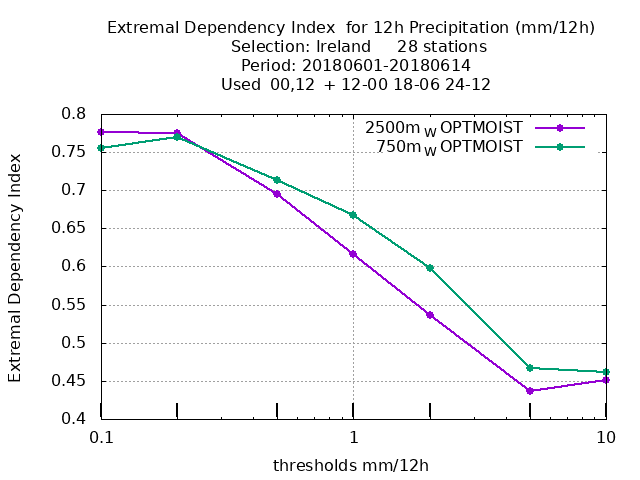 Extremal Dependency Index  for 12h Precipitation (mm/12h)
Selection: Ireland     28 stations
Period: 20180601-20180614
Used  00,12  + 12-00 18-06 24-12
2500m W OPTMOIST
750m W OPTMOIST
0.8
0.75
0.7
0.65
0.6
0.55
0.5
0.45
0.4
Extremal Dependency Index
0.1 1 10
thresholds mm/12h